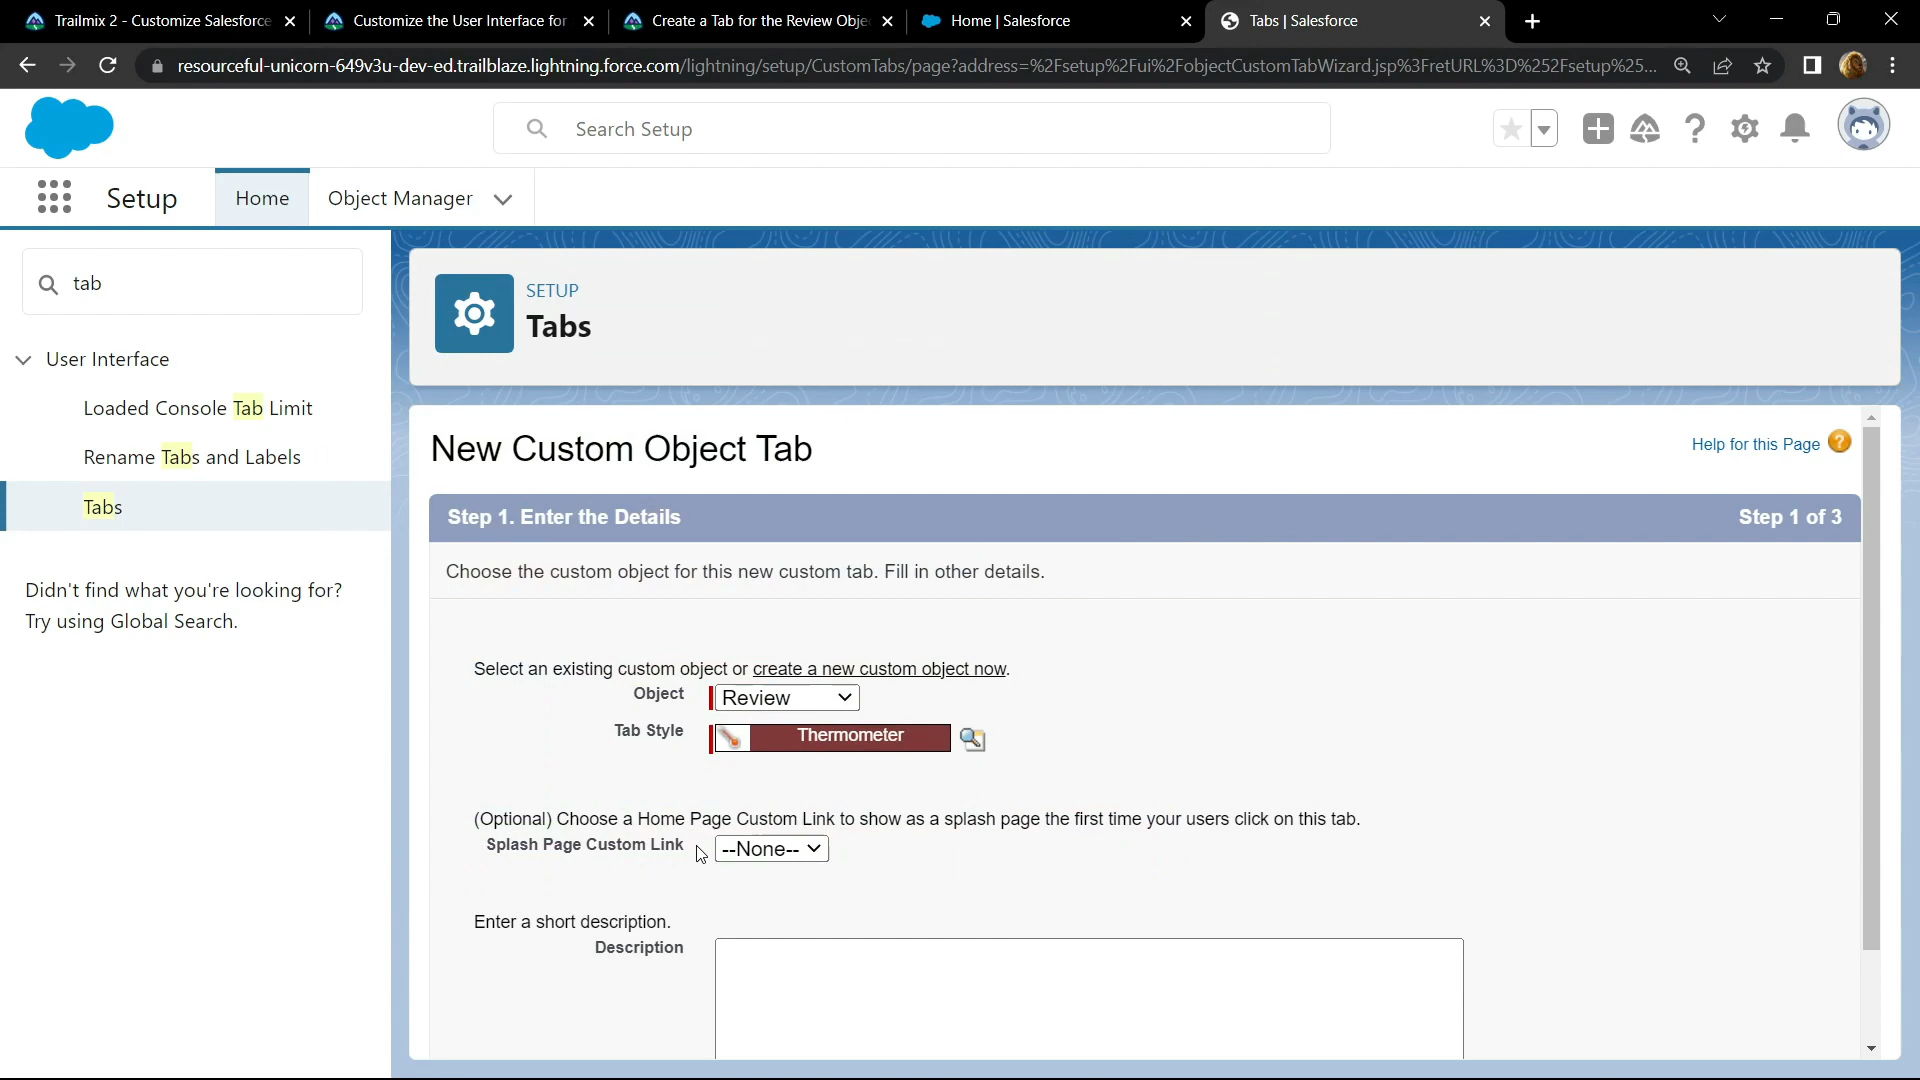 Trailmix 2 - Customize Salesforce
Customize the User Interface for
Create a Tab for the Review Obje
Home | Salesforce
Tabs | Salesforce
resourceful-unicorn-649v3u-dev-ed.trailblaze.lightning.force.com/lightning/setup/CustomTabs/page?address=%2Fsetup%2Fui%2FobjectCustomTabWizard.jsp%3FretURL%3D%252Fsetup%25...
Search Setup
Setup
Home
Object Manager
tab
User Interface
Loaded Console Tab Limit
Rename Tabs and Labels
Tabs
Didn't find what you're looking for?
Try using Global Search.
SETUP
Tabs
New Custom Object Tab
Help for this Page
Step 1. Enter the Details
Step 1 of 3
Choose the custom object for this new custom tab. Fill in other details.
Select an existing custom object or create a new custom object now.
Object
Review
Tab Style
Thermometer
(Optional) Choose a Home Page Custom Link to show as a splash page the first time your users click on this tab.
Splash Page Custom Link
--None--
Enter a short description.
Description